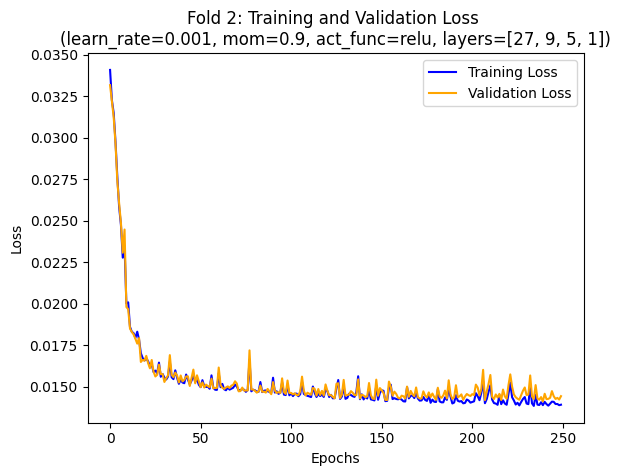 Fold 2: Training and Validation Loss
(learn_rate=0.001, mom=0.9, act_func=relu, layers=[27, 9, 5, 1])
Training Loss
Validation Loss
Loss
0.0350
0.0325
0.0300
0.0275
0.0250
0.0225
0.0200
0.0175
0.0150
0
50
100
150
200
250
Epochs